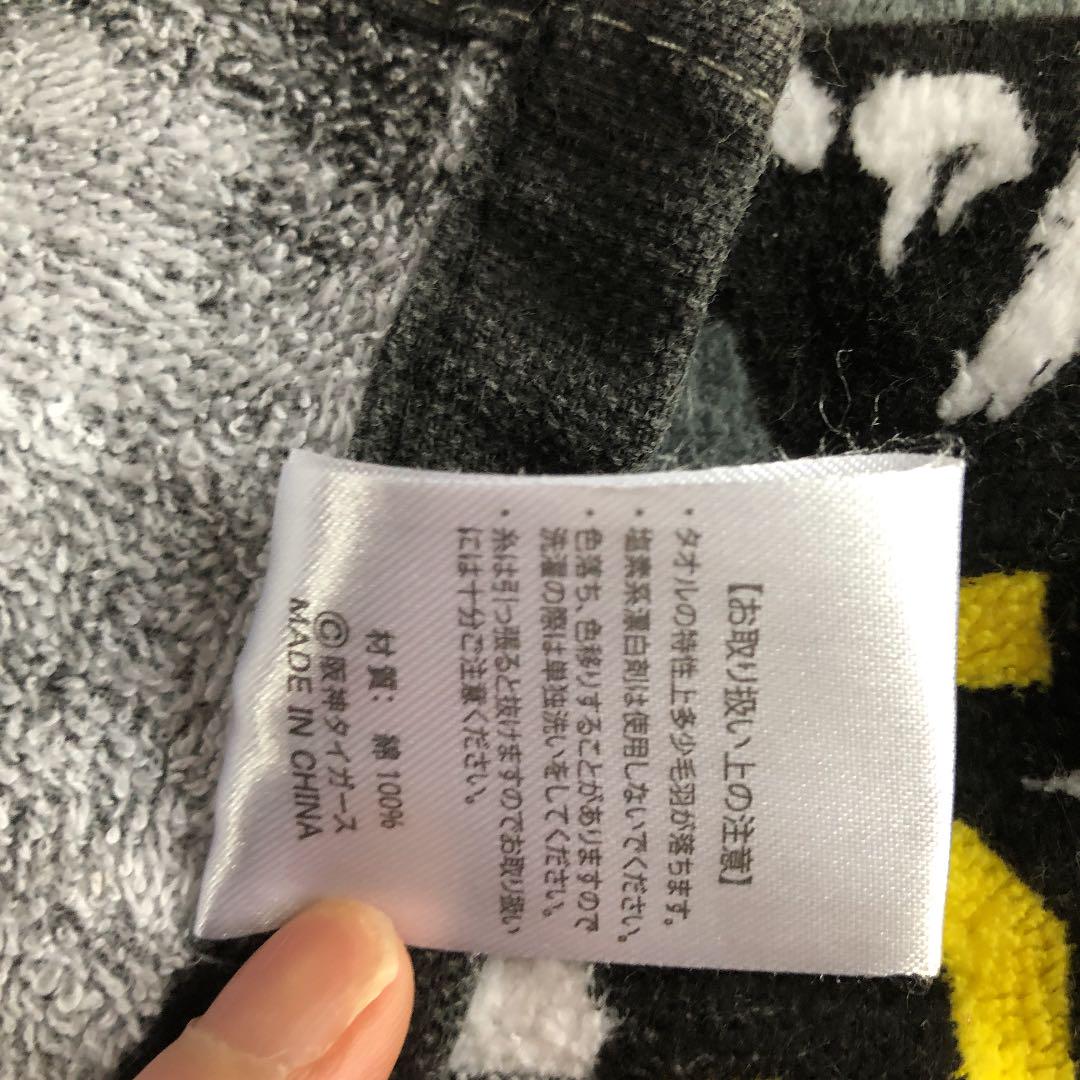 【お取り扱い上の注意】
・タオルの特性上多少毛羽が落ちます。
・塩素系漂白剤は使用しないでください。
・色落ち、色移りすることがありますので
洗濯の際は単独洗いをしてください。
・糸は引っ張ると抜けますのでお取り扱い
には十分ご注意ください。
材質： 綿 100%
©阪神タイガース
MADE IN CHINA